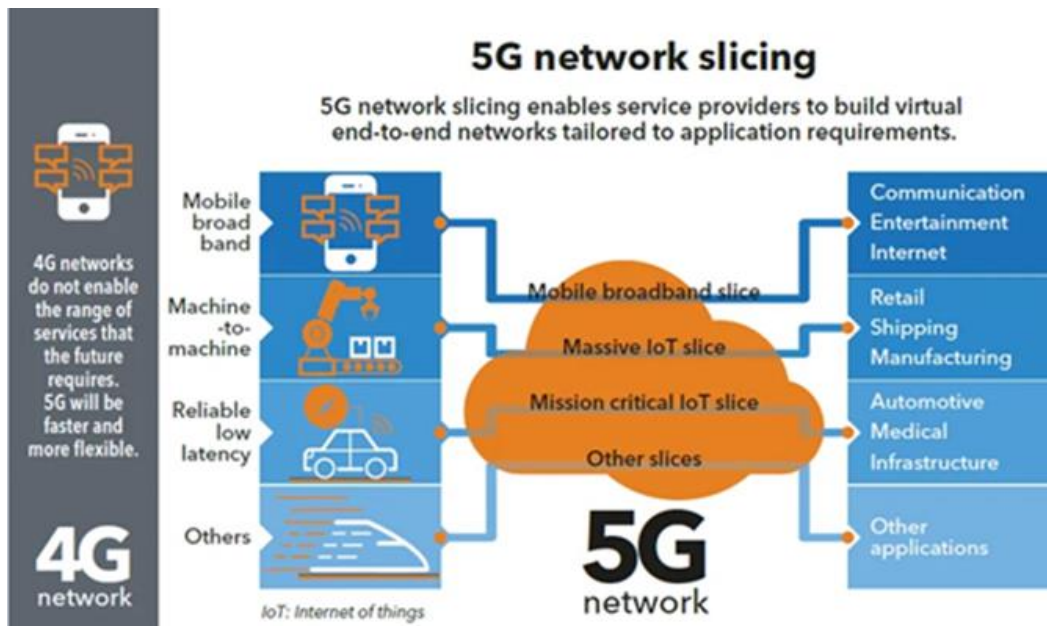 5G network slicing
5G network slicing enables service providers to build virtual
end-to-end networks tailored to application requirements.
4G networks
do not enable
the range of
services that
the future
requires.
5G will be
faster and
more flexible.
4G
network
Mobile
broad
band
Machine
-to-
machine
Reliable
low
latency
Others
Mobile broadband slice
Massive IoT slice
Mission critical IoT slice
Other slices
5G
network
Communication
Entertainment
Internet
Retail
Shipping
Manufacturing
Automotive
Medical
Infrastructure
Other
applications
IoT: Internet of things